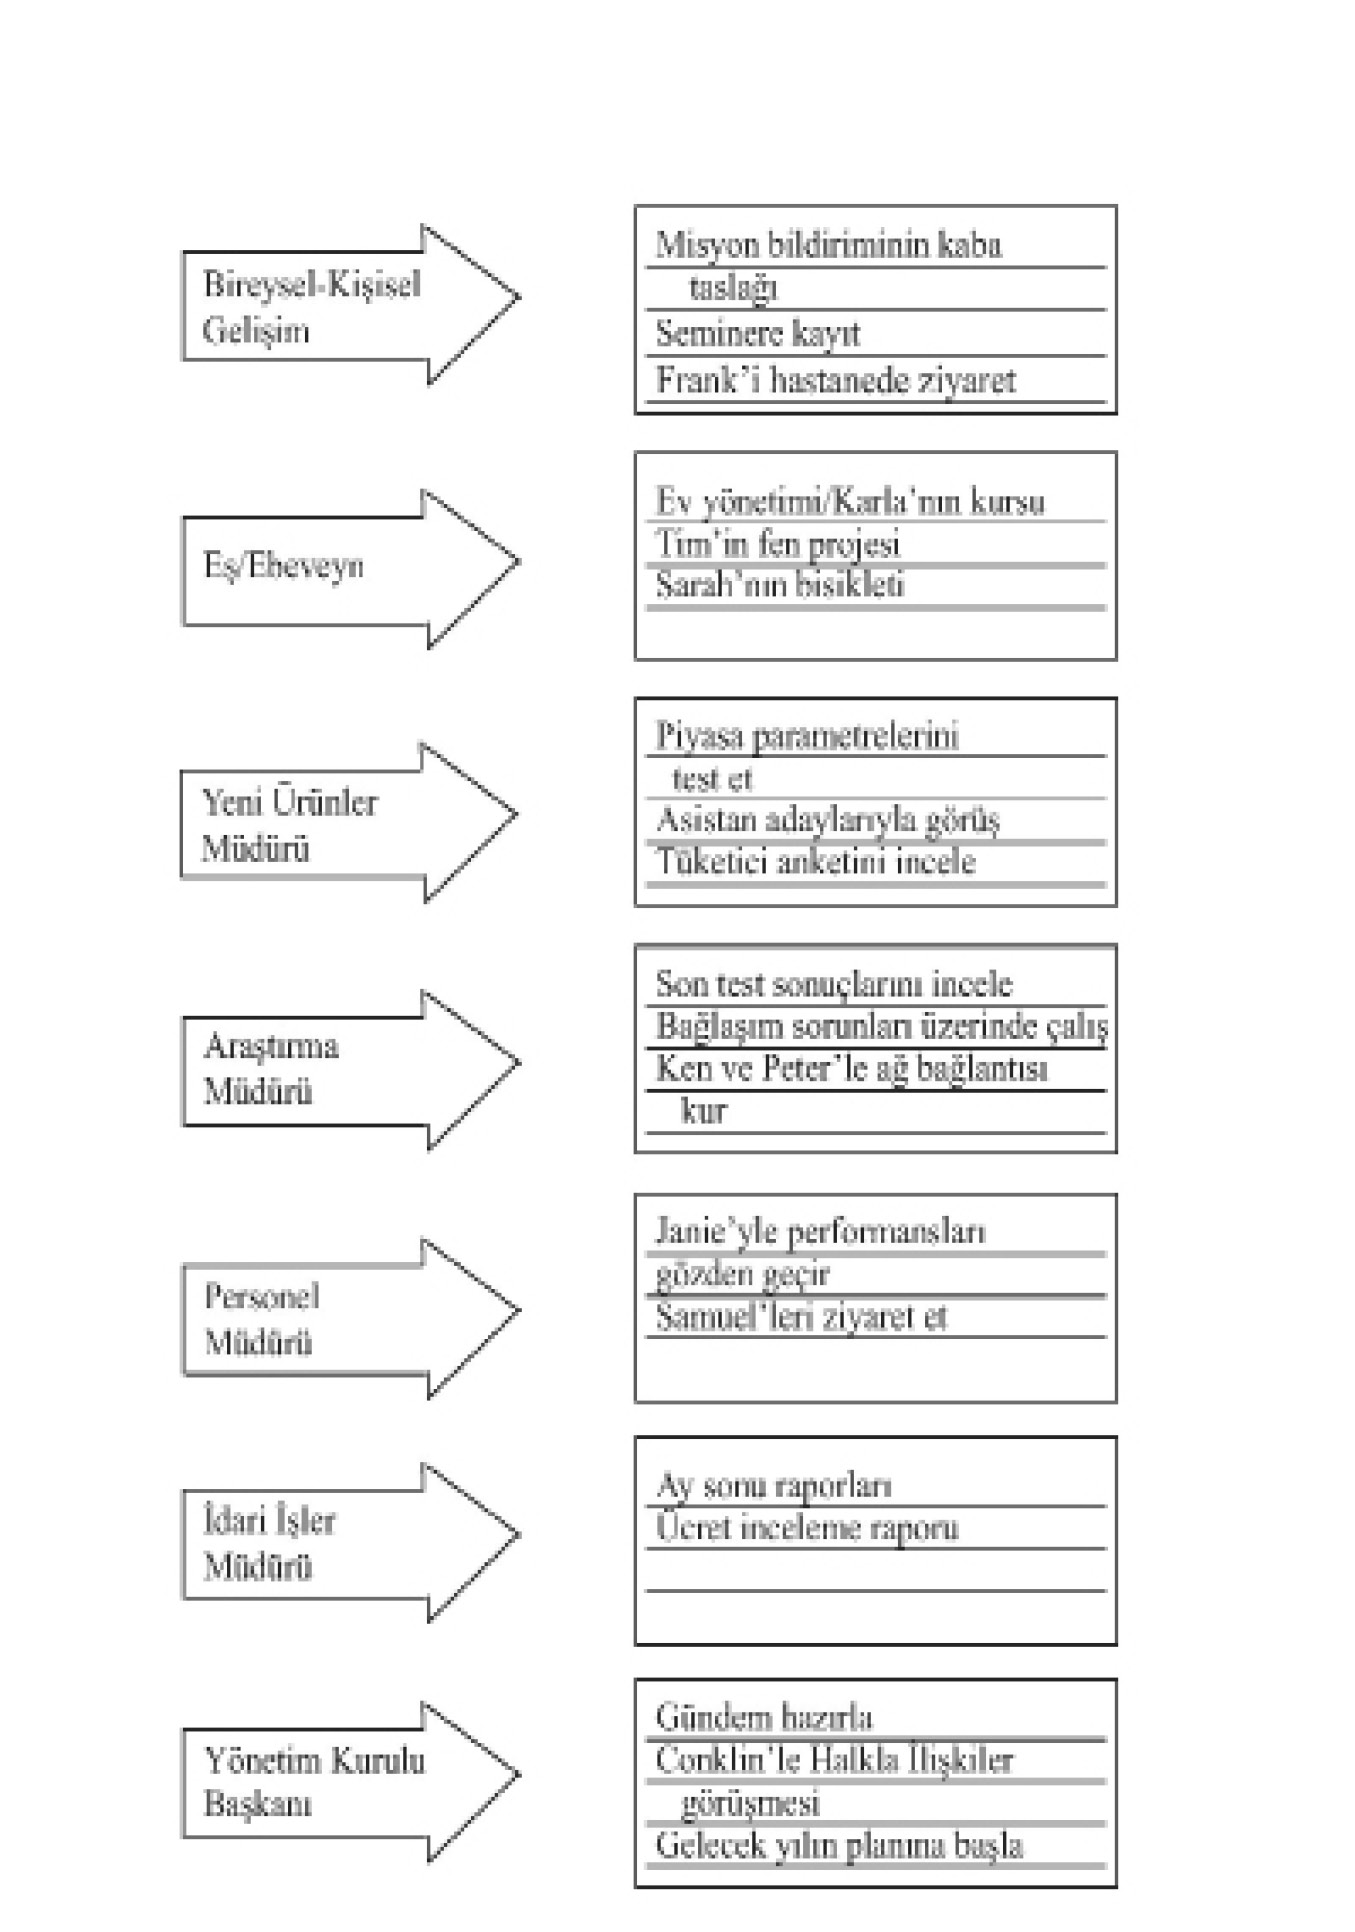 Bireysel-Kişisel
Gelişim
Misyon bildiriminin kaba
taslağı
Seminere kayıt
Frank'i hastanede ziyaret
Eş/Ebeveyn
Ev yönetimi/Karla'nın kursu
Tim'in fen projesi
Sarah'nın bisikleti
Yeni Ürünler
Müdürü
Piyasa parametrelerini
test et
Asistan adaylarıyla görüş
Tüketici anketini incele
Araştırma
Müdürü
Son test sonuçlarını incele
Bağlaşım sorunları üzerinde çalış
Ken ve Peter'le ağ bağlantısı
kur
Personel
Müdürü
Janie'yle performansları
gözden geçir
Samuel'leri ziyaret et
İdari İşler
Müdürü
Ay sonu raporları
Ücret inceleme raporu
Yönetim Kurulu
Başkanı
Gündem hazırla
Conklin'le Halkla İlişkiler
görüşmesi
Gelecek yılın planına başla